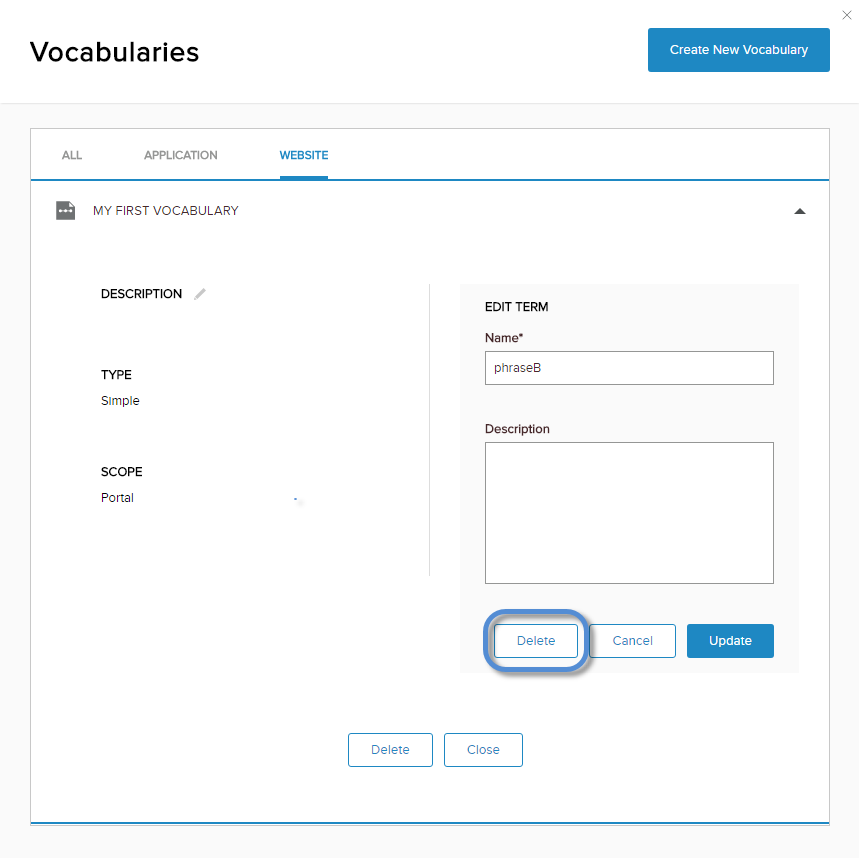 Vocabularies
Create New Vocabulary
ALL APPLICATION WEBSITE
MY FIRST VOCABULARY
DESCRIPTION
TYPE
Simple
SCOPE
Portal
EDIT TERM
Name*
phraseB
Description
Delete Cancel Update
Delete Close